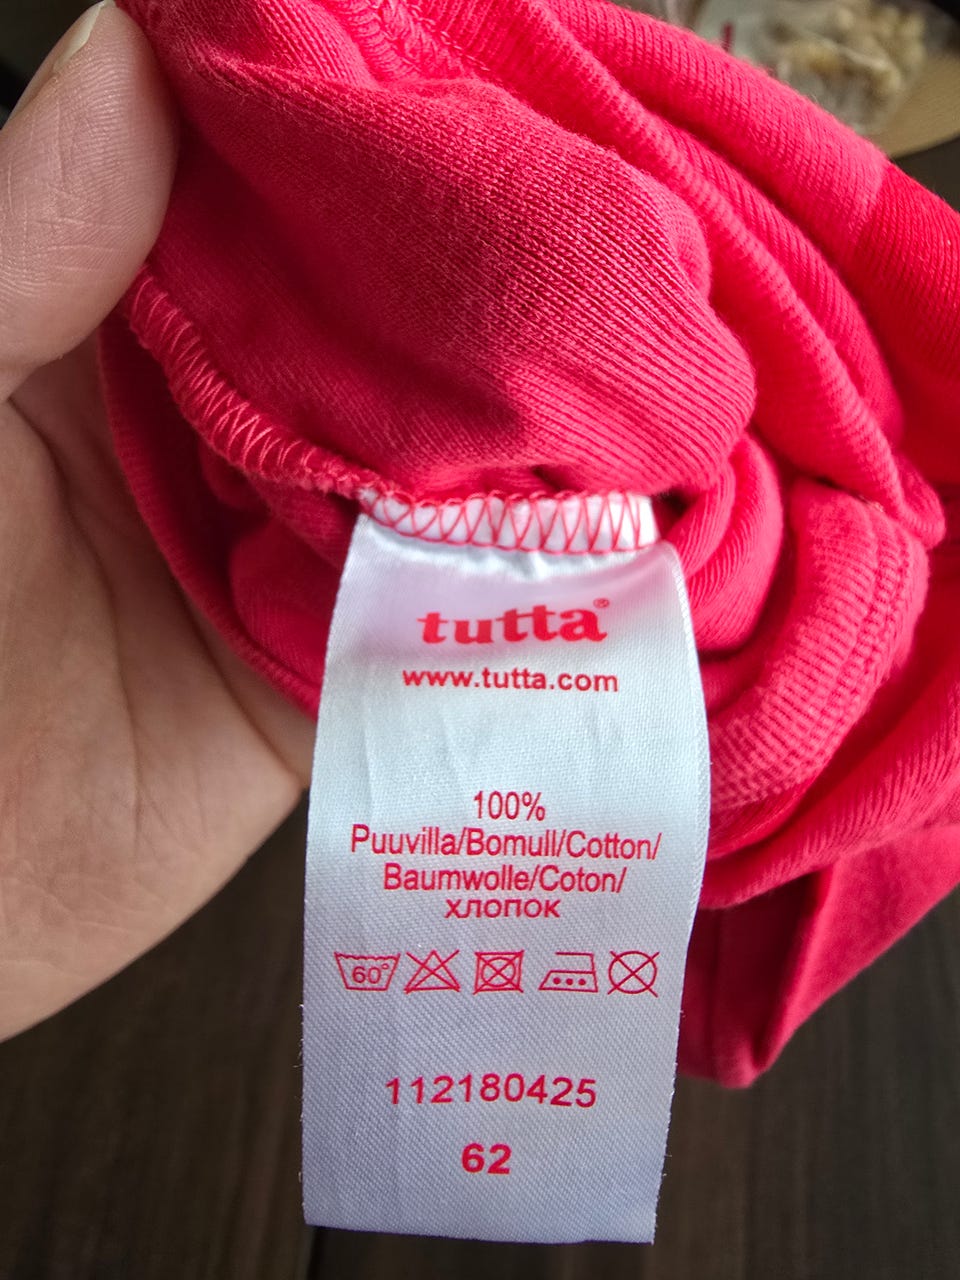 tutta®
www.tutta.com
100%
Puuvilla/Bomull/Cotton/
Baumwolle/Coton/
хлопок
60°
112180425
62